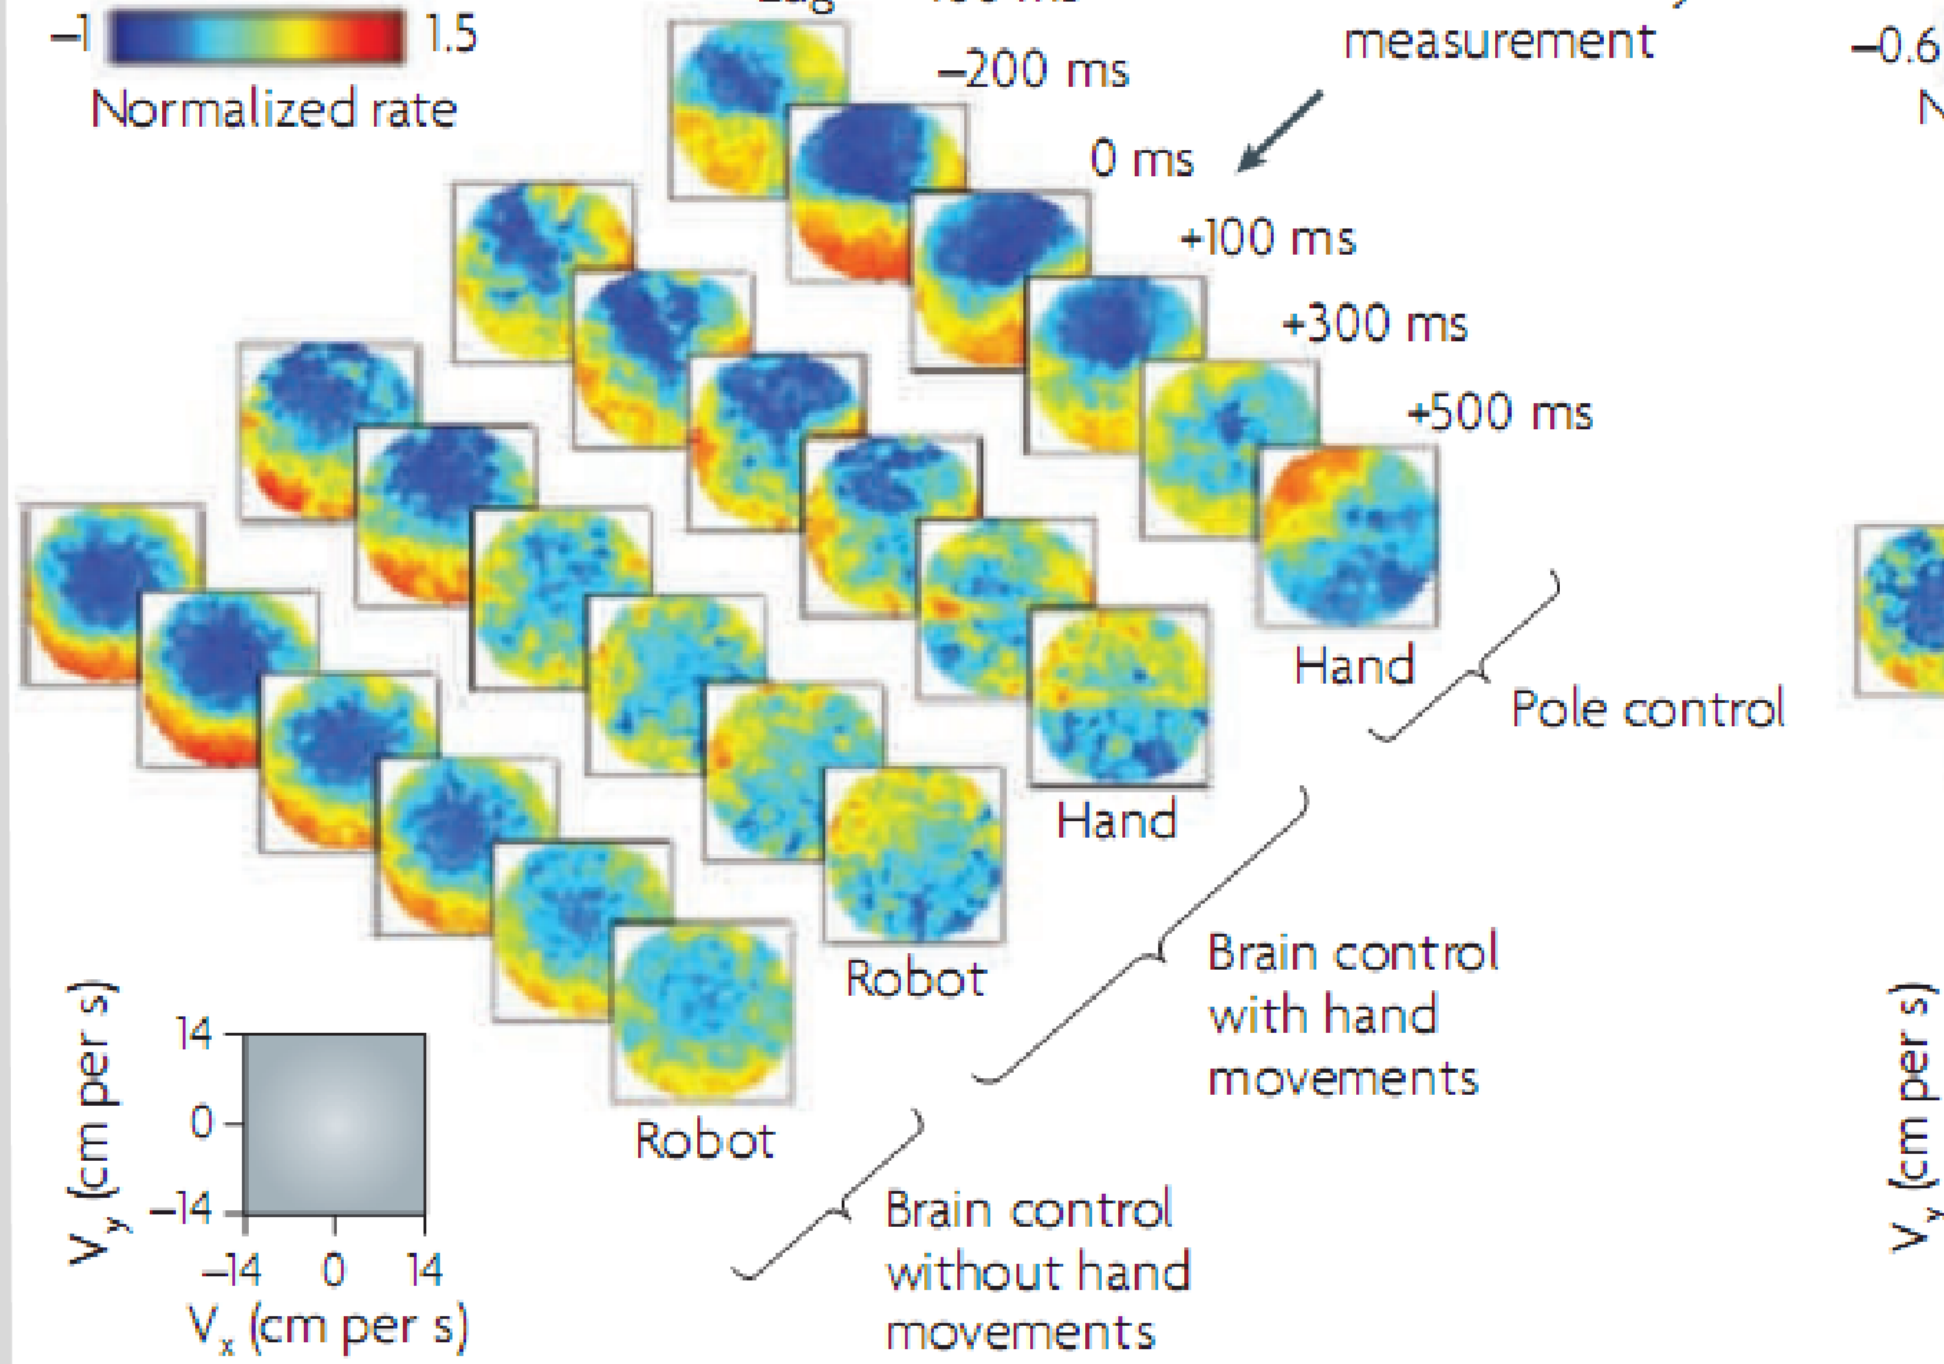 –1
1.5
Normalized rate
–200 ms
0 ms
+100 ms
+300 ms
+500 ms
measurement
–0.6
Hand
Pole control
Hand
Robot
Brain control
with hand
movements
Robot
Brain control
without hand
movements
Vy (cm per s)
14
0
–14
–14 0 14
Vx (cm per s)
Vy (cm per s)